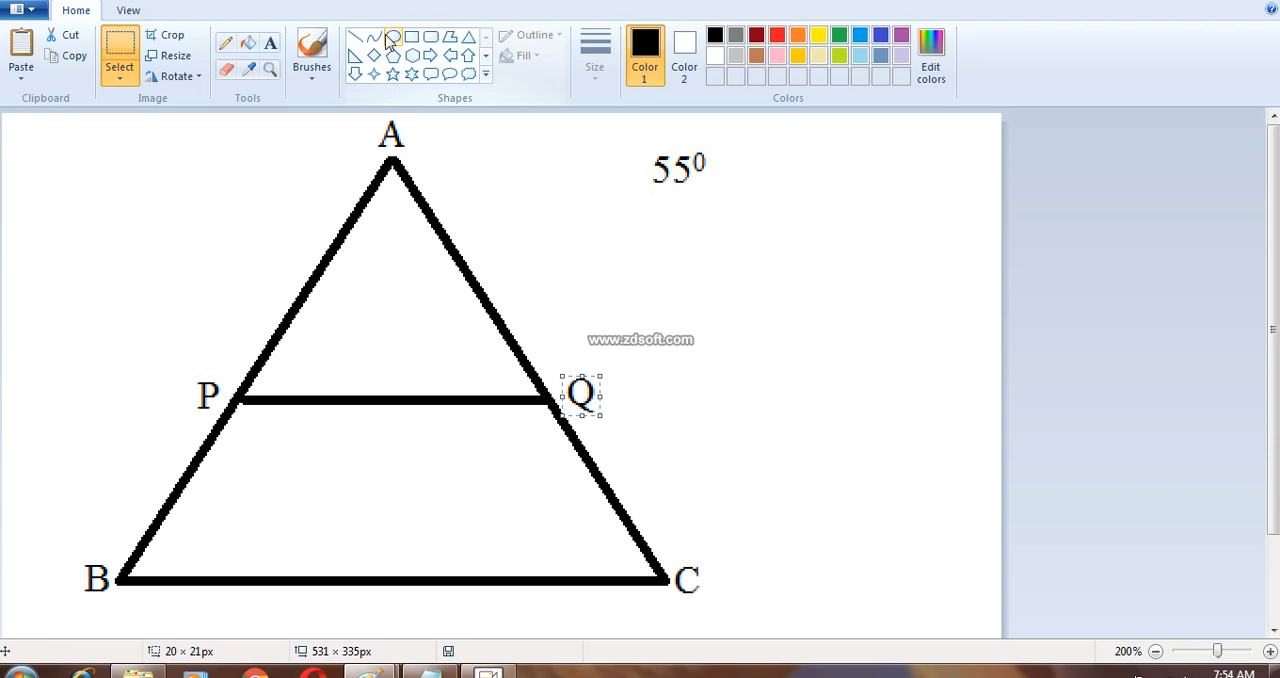 Home View
Paste
Cut
Copy
Clipboard
Select
Crop
Resize
Rotate
Image
A
Tools
Brushes
Shapes
Outline
Fill
Size
Color 1
Color 2
Edit colors
Colors
A
55⁰
www.zdsoft.com
P
Q
B
C
20 × 21px 531 × 335px 200%
7:54 AM